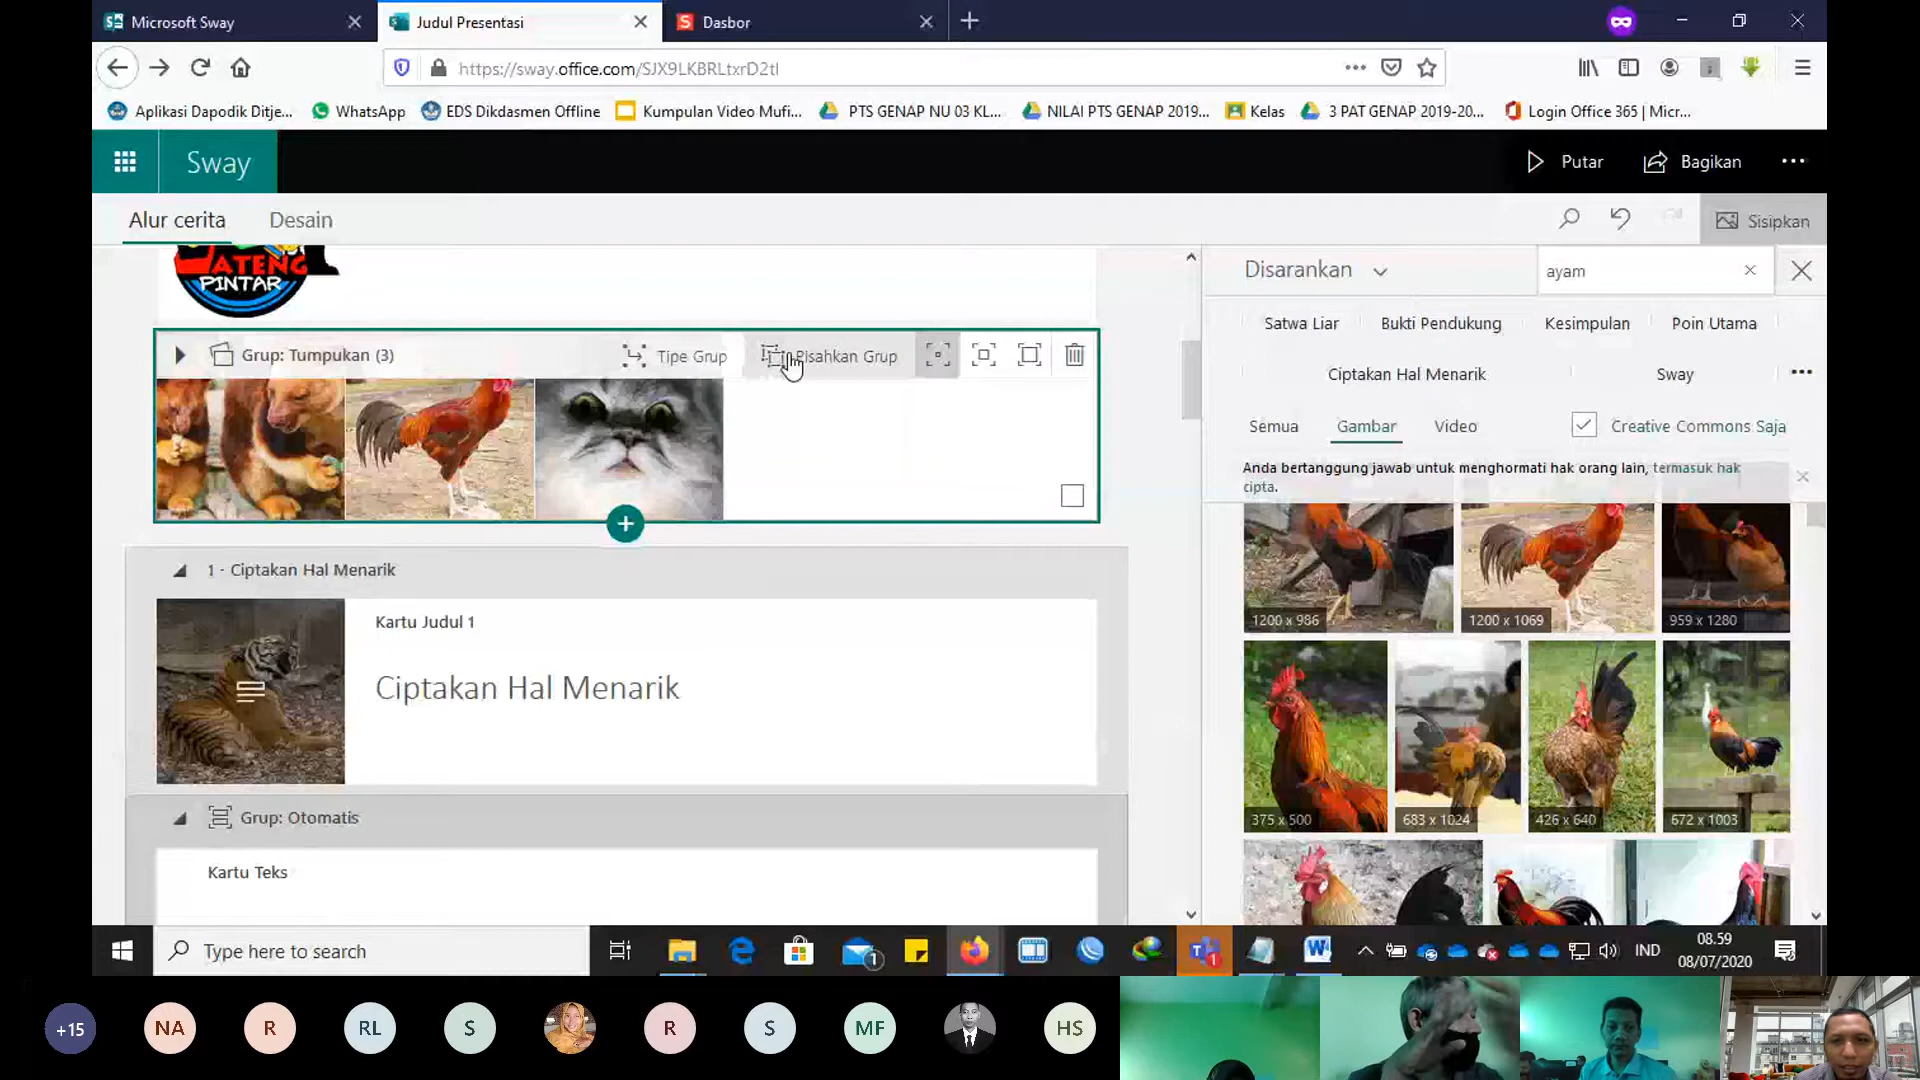 Microsoft Sway
Judul Presentasi
Dasbor
https://sway.office.com/SJX9LKBRLtxrD2tI
Aplikasi Dapodik Ditje...
WhatsApp
EDS Dikdasmen Offline
Kumpulan Video Mufi...
PTS GENAP NU 03 KL...
NILAI PTS GENAP 2019...
Kelas
3 PAT GENAP 2019-20...
Login Office 365 | Micr...
Sway
Putar
Bagikan
Alur cerita
Desain
Sisipkan
ATENG
PINTAR
Grup: Tumpukan (3)
Tipe Grup
Pisahkan Grup
1 - Ciptakan Hal Menarik
Kartu Judul 1
Ciptakan Hal Menarik
Grup: Otomatis
Kartu Teks
Disarankan
ayam
Satwa Liar
Bukti Pendukung
Kesimpulan
Poin Utama
Ciptakan Hal Menarik
Sway
Semua
Gambar
Video
Creative Commons Saja
Anda bertanggung jawab untuk menghormati hak orang lain, termasuk hak
cipta.
1200 x 986
1200 x 1069
959 x 1280
375 x 500
683 x 1024
426 x 640
672 x 1003
Type here to search
1
1
IND
08.59
08/07/2020
+15
NA
R
RL
S
R
S
MF
HS